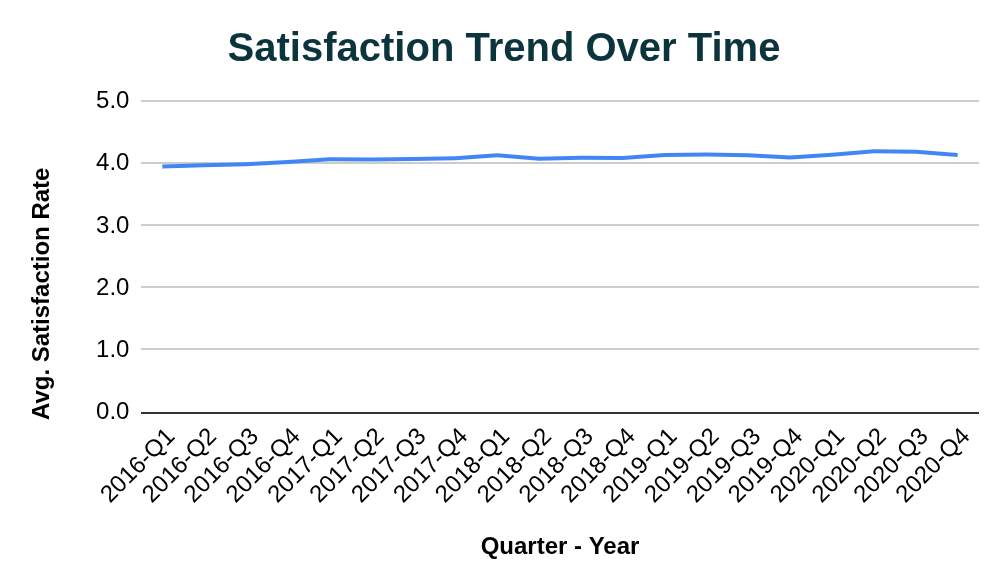 Satisfaction Trend Over Time
5.0
4.0
3.0
2.0
1.0
0.0
Avg. Satisfaction Rate
2016-Q1
2016-Q2
2016-Q3
2016-Q4
2017-Q1
2017-Q2
2017-Q3
2017-Q4
2018-Q1
2018-Q2
2018-Q3
2018-Q4
2019-Q1
2019-Q2
2019-Q3
2019-Q4
2020-Q1
2020-Q2
2020-Q3
2020-Q4
Quarter - Year